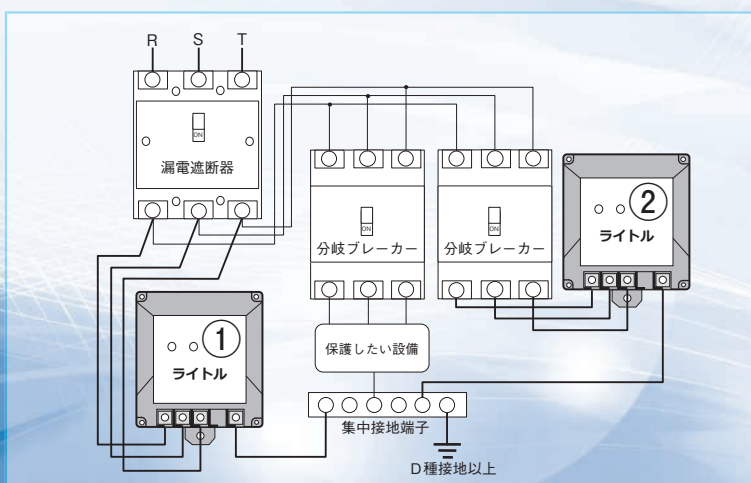 R S T
ON
漏電遮断器
ON
分岐ブレーカー
ON
分岐ブレーカー
②
ライトル
①
ライトル
保護したい設備
集中接地端子
D種接地以上